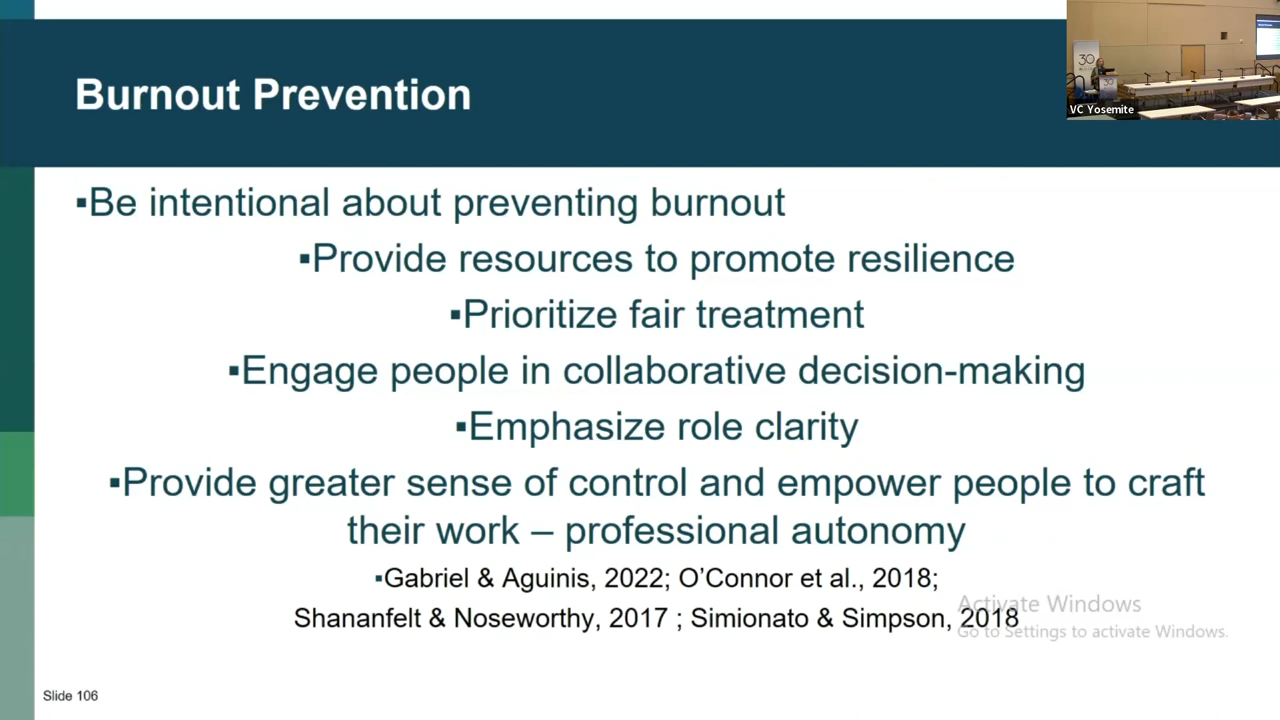 Burnout Prevention
30
30
VC Yosemite
▪Be intentional about preventing burnout
▪Provide resources to promote resilience
▪Prioritize fair treatment
▪Engage people in collaborative decision-making
▪Emphasize role clarity
▪Provide greater sense of control and empower people to craft
their work – professional autonomy
▪Gabriel & Aguinis, 2022; O’Connor et al., 2018;
Shananfelt & Noseworthy, 2017 ; Simionato & Simpson, 2018
Activate Windows
Go to Settings to activate Windows.
Slide 106